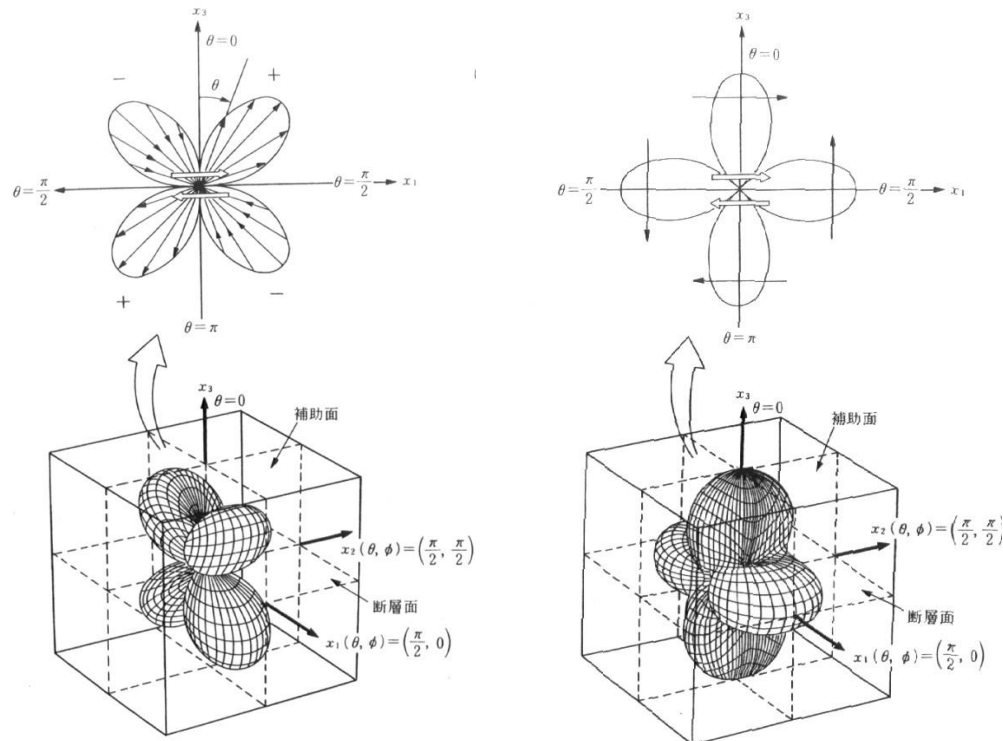 x₃
θ=0
θ
−
+
θ=π/2
θ=π/2
x₁
+
−
θ=π
x₃
θ=0
補助面
x₂(θ, φ)=(π/2, π/2)
断層面
x₁(θ, φ)=(π/2, 0)
x₃
θ=0
θ=π/2
θ=π/2
x₁
θ=π
x₃
θ=0
補助面
x₂(θ, φ)=(π/2, π/2)
断層面
x₁(θ, φ)=(π/2, 0)